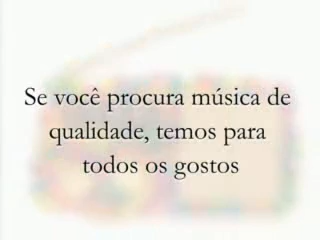 Se você procura música de
qualidade, temos para
todos os gostos